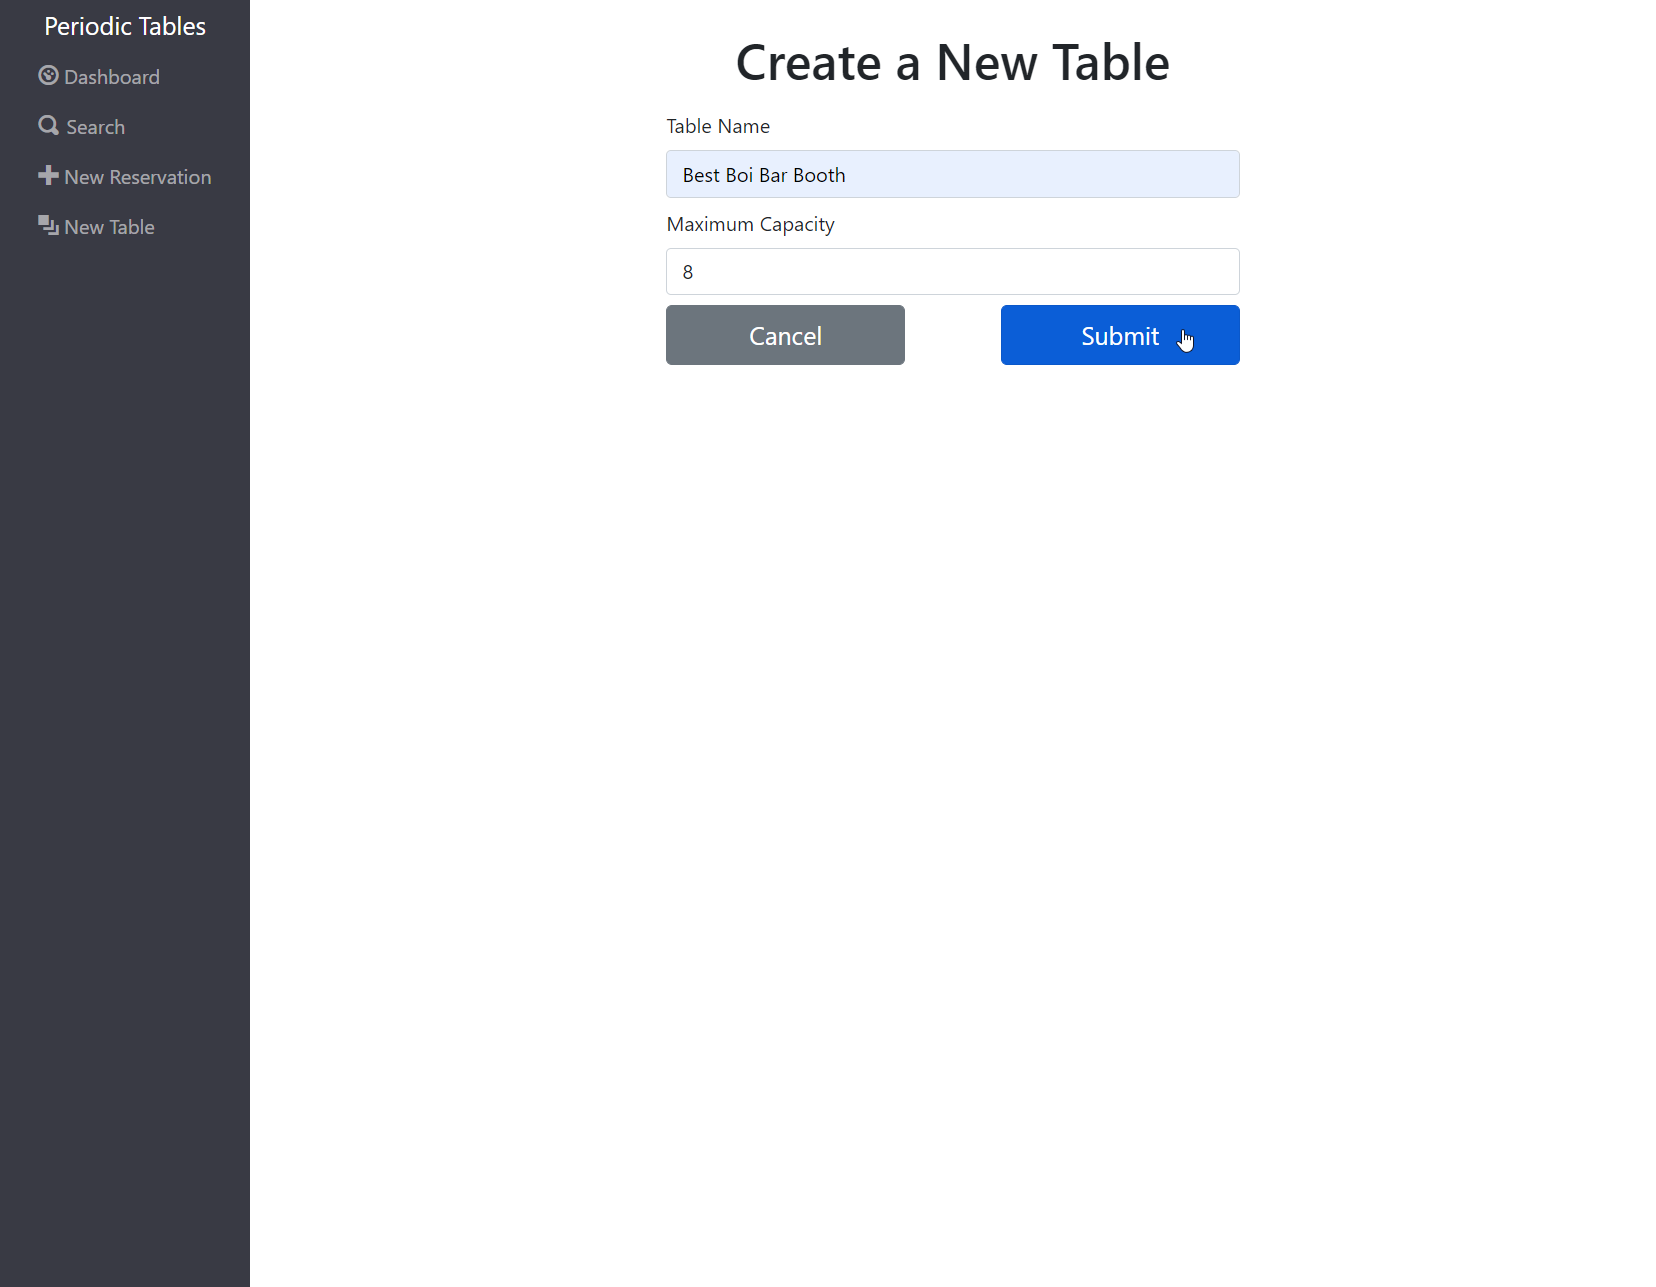 Periodic Tables
Dashboard
Search
New Reservation
New Table
Create a New Table
Table Name
Best Boi Bar Booth
Maximum Capacity
8
Cancel
Submit